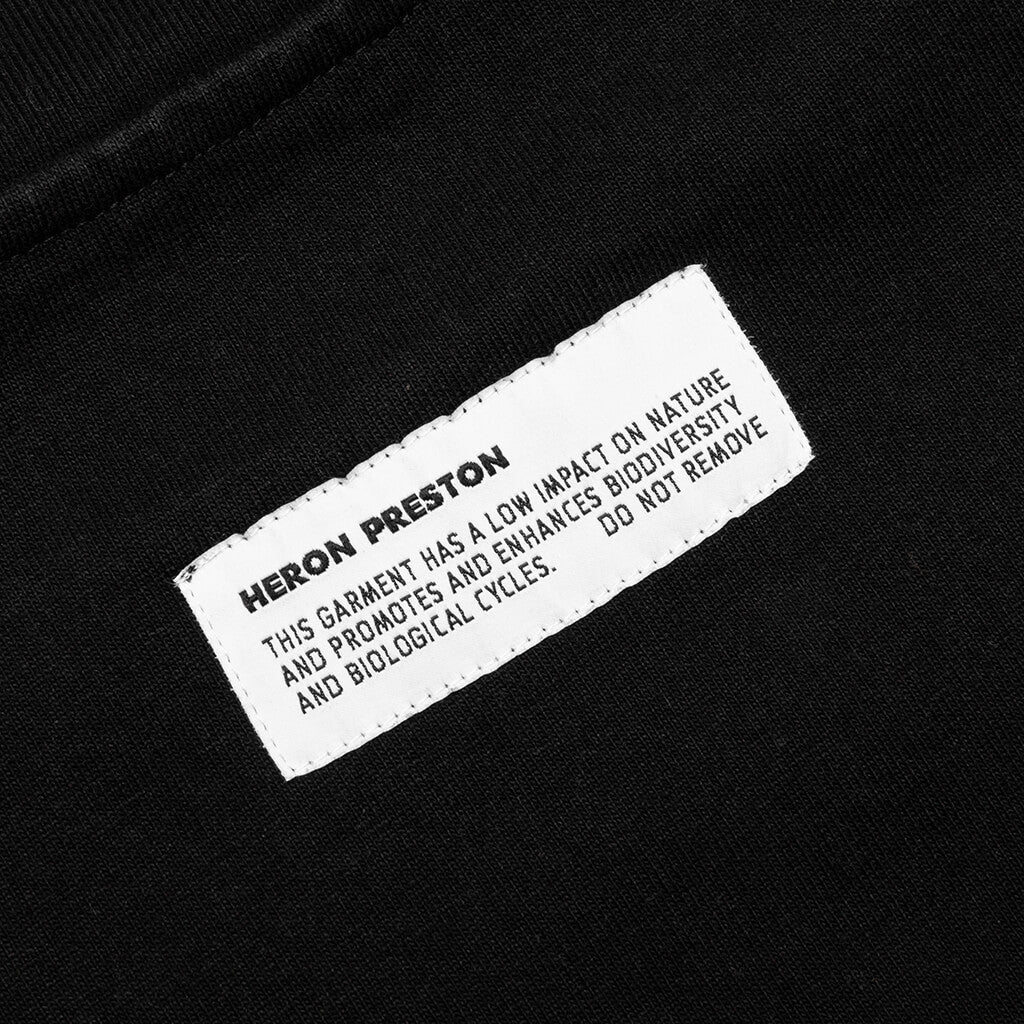 HERON PRESTON
THIS GARMENT HAS A LOW IMPACT ON NATURE
AND PROMOTES AND ENHANCES BIODIVERSITY
AND BIOLOGICAL CYCLES. DO NOT REMOVE